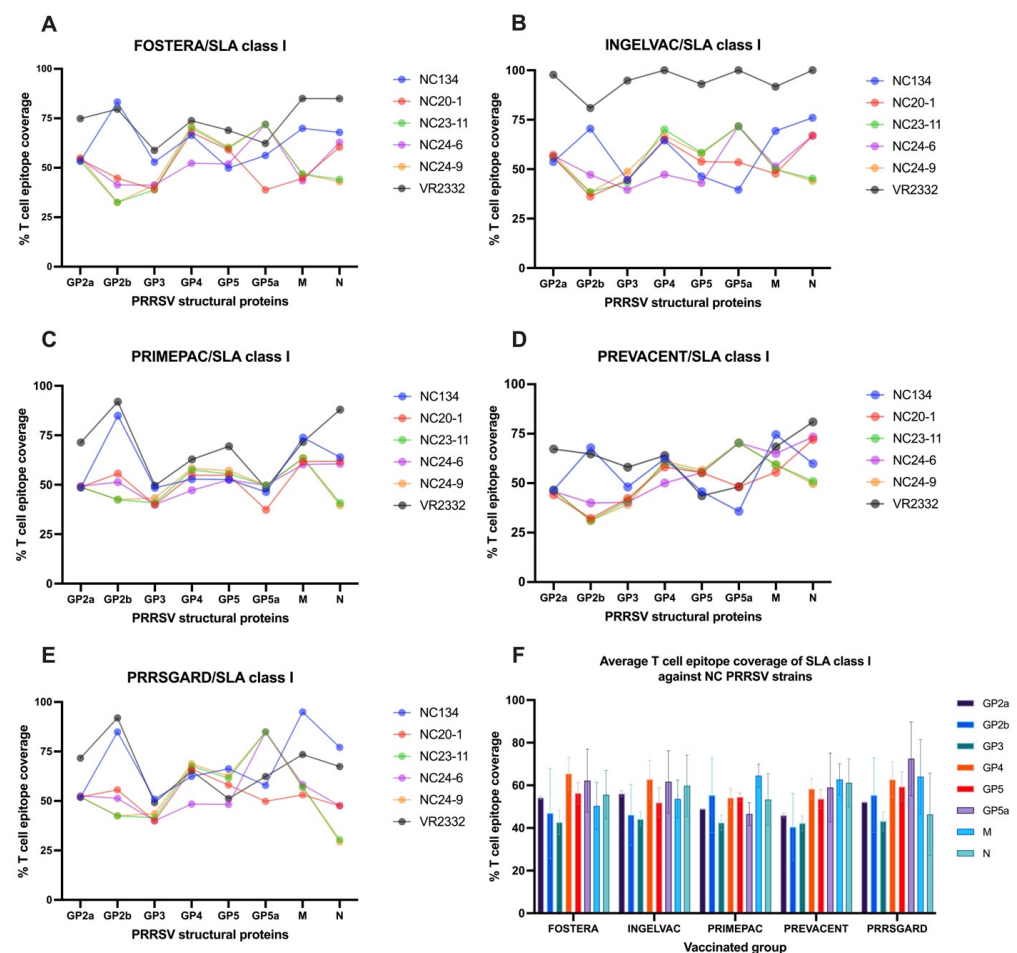 A
FOSTERA/SLA class I
100
75
50
25
0
% T cell epitope coverage
GP2a GP2b GP3 GP4 GP5 GP5a M N
PRRSV structural proteins
NC134
NC20-1
NC23-11
NC24-6
NC24-9
VR2332
B
INGELVAC/SLA class I
100
75
50
25
0
% T cell epitope coverage
GP2a GP2b GP3 GP4 GP5 GP5a M N
PRRSV structural proteins
NC134
NC20-1
NC23-11
NC24-6
NC24-9
VR2332
C
PRIMEPAC/SLA class I
100
75
50
25
0
% T cell epitope coverage
GP2a GP2b GP3 GP4 GP5 GP5a M N
PRRSV structural proteins
NC134
NC20-1
NC23-11
NC24-6
NC24-9
VR2332
D
PREVACENT/SLA class I
100
75
50
25
0
% T cell epitope coverage
GP2a GP2b GP3 GP4 GP5 GP5a M N
PRRSV structural proteins
NC134
NC20-1
NC23-11
NC24-6
NC24-9
VR2332
E
PRRSGARD/SLA class I
100
75
50
25
0
% T cell epitope coverage
GP2a GP2b GP3 GP4 GP5 GP5a M N
PRRSV structural proteins
NC134
NC20-1
NC23-11
NC24-6
NC24-9
VR2332
F
Average T cell epitope coverage of SLA class I
against NC PRRSV strains
100
80
60
40
20
0
% T cell epitope coverage
FOSTERA INGELVAC PRIMEPAC PREVACENT PRRSGARD
Vaccinated group
GP2a
GP2b
GP3
GP4
GP5
GP5a
M
N